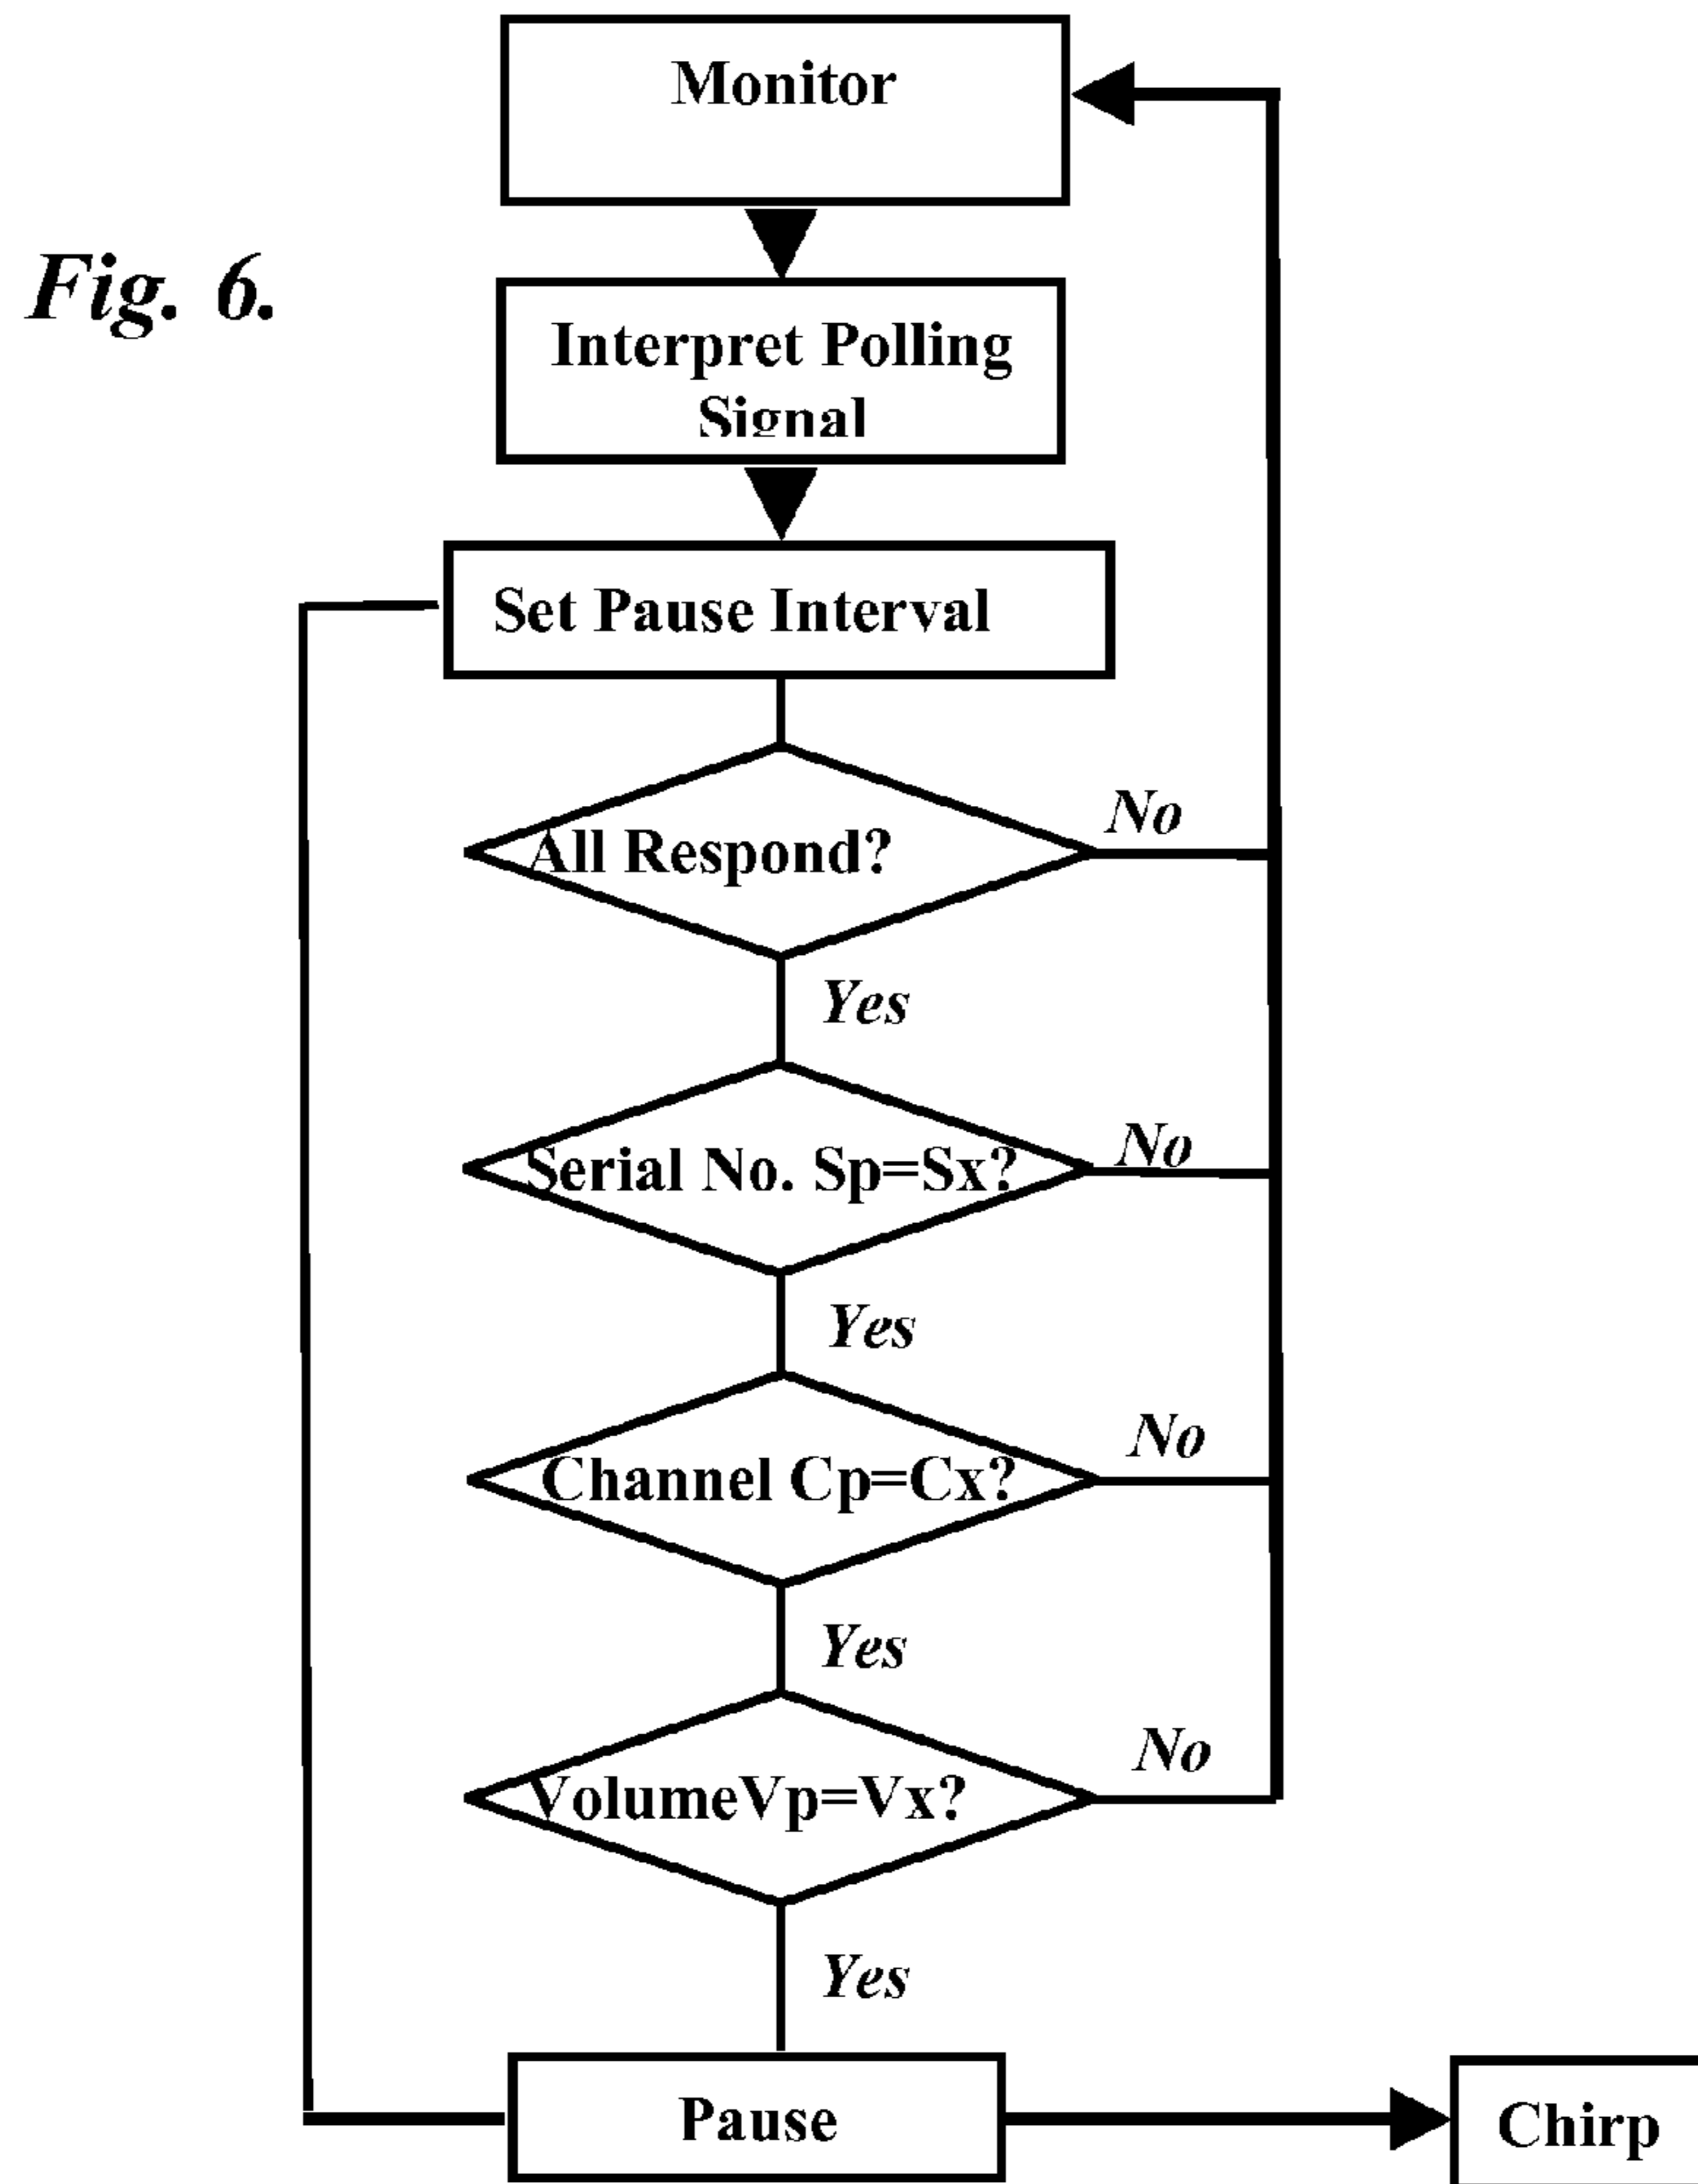 Monitor
Fig. 6.
Interpret Polling
Signal
Set Pause Interval
All Respond?
No
Yes
Serial No. Sp=Sx?
No
Yes
Channel Cp=Cx?
No
Yes
VolumeVp=Vx?
No
Yes
Pause
Chirp